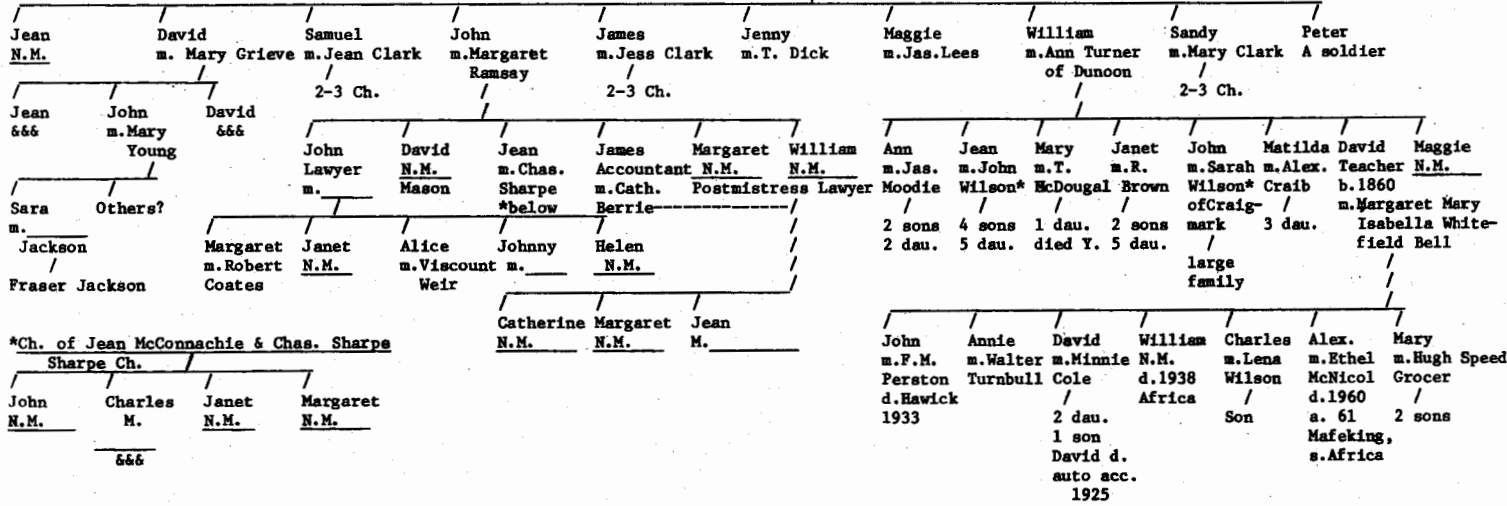 Jean David Samuel John James Jenny Maggie William Sandy Peter
N.M. m. Mary Grieve m.Jean Clark m.Margaret m.Jess Clark m.T. Dick m.Jas.Lees m.Ann Turner m.Mary Clark A soldier
Ramsay of Dunoon
2-3 Ch. 2-3 Ch. 2-3 Ch.
Jean John David
&&& m.Mary &&&
Young
John David Jean James Margaret William Ann Jean Mary Janet John Matilda David Maggie
Lawyer N.M. m.Chas. Accountant N.M. N.M. m.Jas. m.John m.T. m.R. m.Sarah m.Alex. Teacher N.M.
m. Mason Sharpe m.Cath. Postmistress Lawyer Moodie Wilson* McDougal Brown Wilson* Craib b.1860
*below Berrie ofCraig- m.Margaret Mary
Sara Others? 2 sons 4 sons 1 dau. 2 sons mark 3 dau. Isabella White-
m. 2 dau. 5 dau. died Y. 5 dau. field Bell
Jackson large
family
Fraser Jackson
Margaret Janet Alice Johnny Helen
m.Robert N.M. m.Viscount m. N.M.
Coates Weir
Catherine Margaret Jean
N.M. N.M. M.
*Ch. of Jean McConnachie & Chas. Sharpe
Sharpe Ch.
John Charles Janet Margaret
N.M. M. N.M. N.M.
&&&
John Annie David William Charles Alex. Mary
m.F.M. m.Walter m.Minnie N.M. m.Lena m.Ethel m.Hugh Speed
Perston Turnbull Cole d.1938 Wilson McNicol Grocer
d.Hawick Africa d.1960
1933 2 dau. Son a. 61 2 sons
1 son Mafeking,
David d. s.Africa
auto acc.
1925